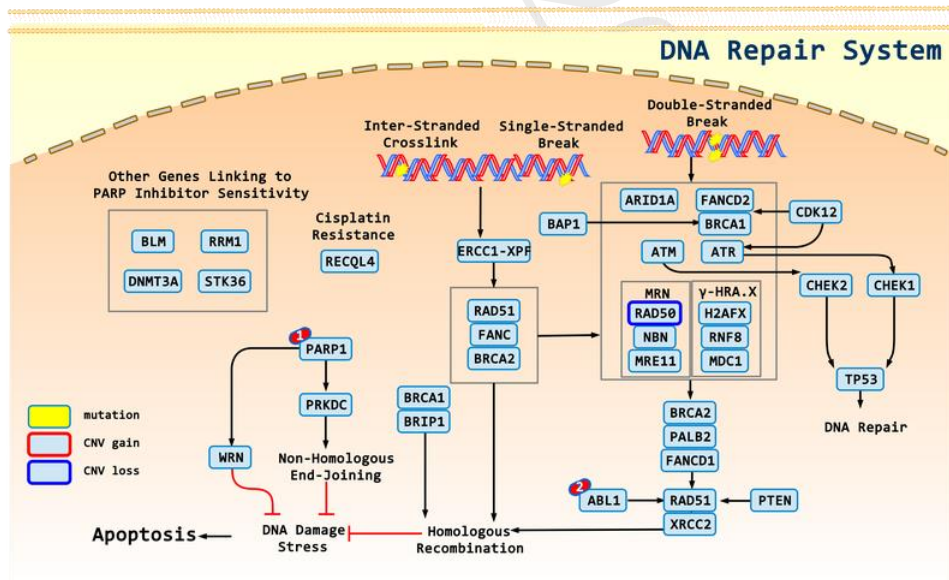 DNA Repair System
Double-Stranded
Break
Inter-Stranded
Crosslink
Single-Stranded
Break
Other Genes Linking to
PARP Inhibitor Sensitivity
BLM
RRM1
DNMT3A
STK36
Cisplatin
Resistance
RECQL4
ERCC1-XPF
BAP1
ARID1A
FANCD2
BRCA1
CDK12
ATM
ATR
CHEK2
CHEK1
MRN
RAD50
NBN
MRE11
γ-HRA.X
H2AFX
RNF8
MDC1
RAD51
FANC
BRCA2
TP53
DNA Repair
1
PARP1
PRKDC
WRN
Non-Homologous
End-Joining
BRCA1
BRIP1
BRCA2
PALB2
FANCD1
2
ABL1
RAD51
XRCC2
PTEN
mutation
CNV gain
CNV loss
Apoptosis
DNA Damage
Stress
Homologous
Recombination